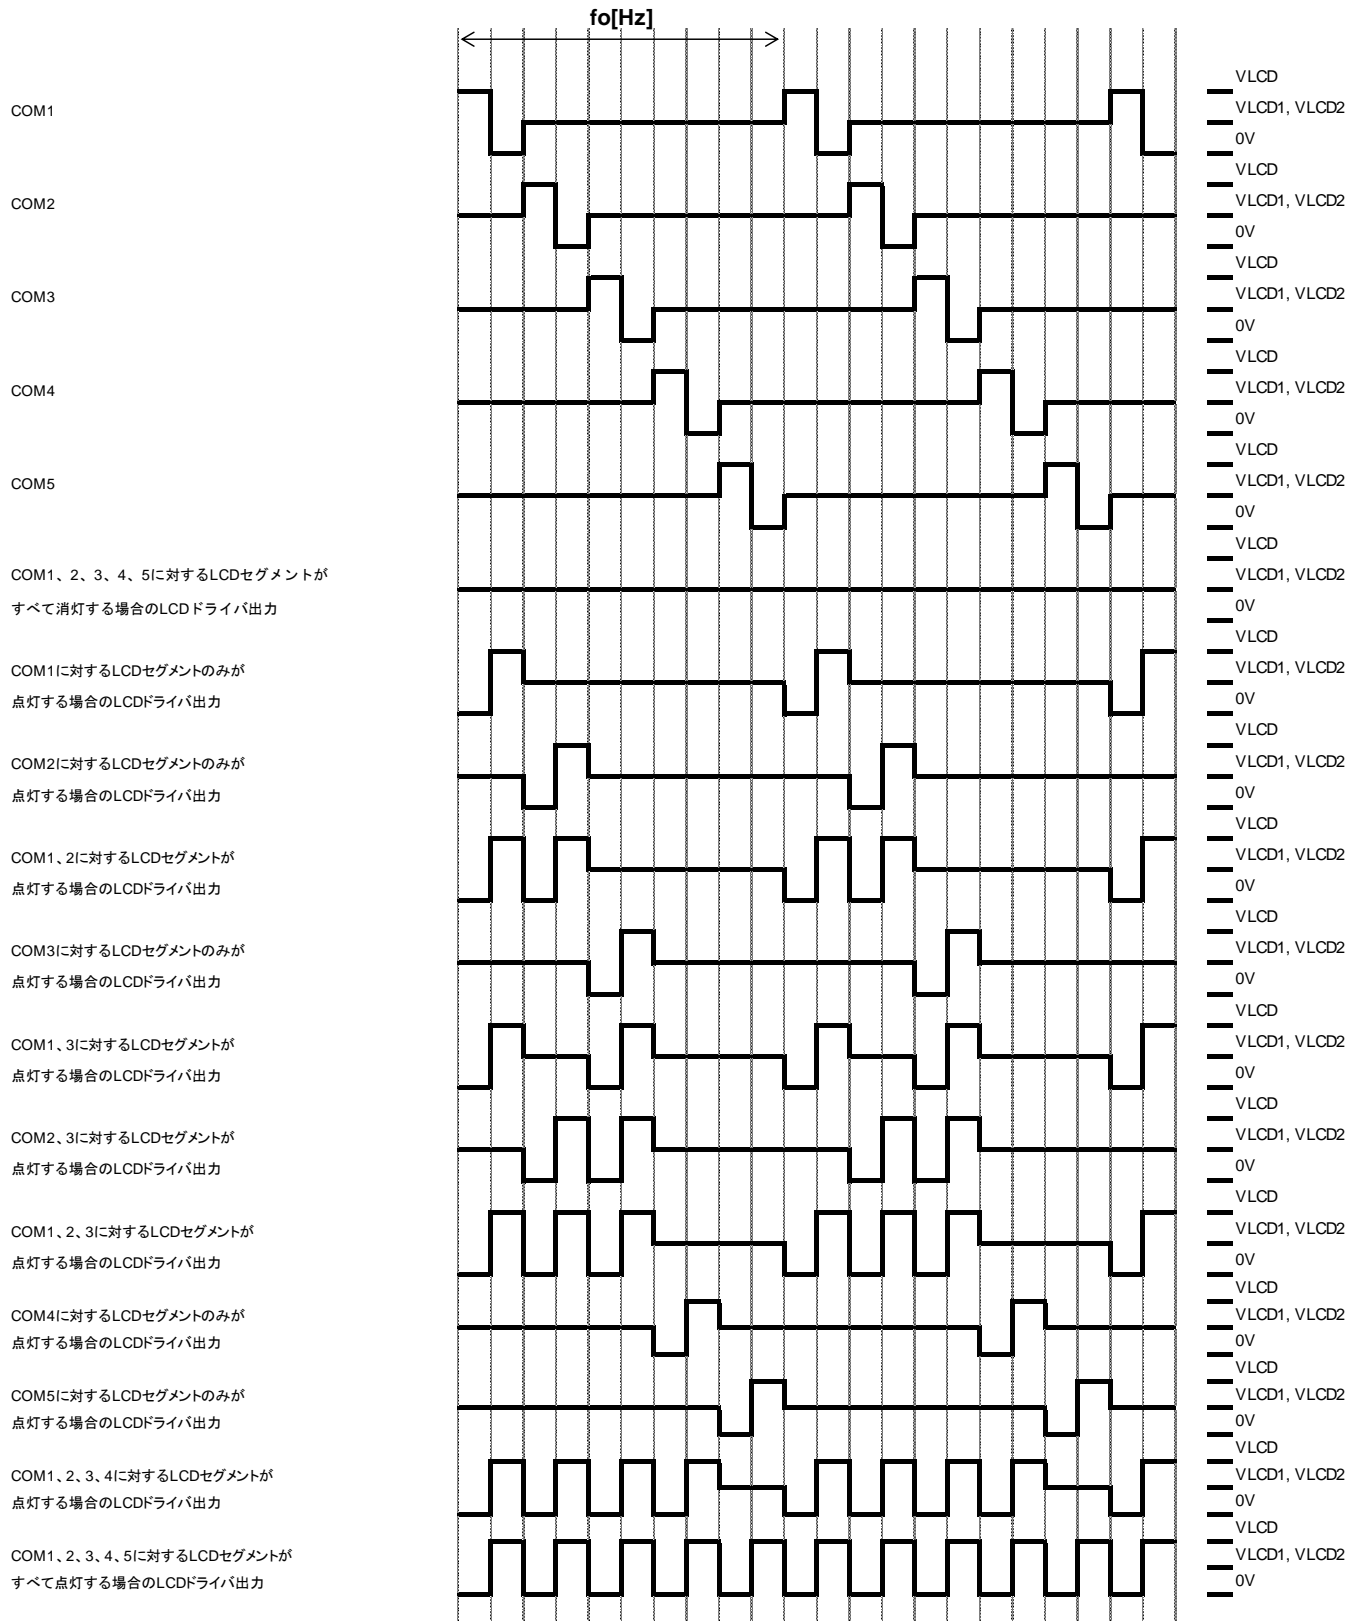 fo[Hz]
VLCD
COM1
VLCD1, VLCD2
0V
VLCD
COM2
VLCD1, VLCD2
0V
VLCD
COM3
VLCD1, VLCD2
0V
VLCD
COM4
VLCD1, VLCD2
0V
VLCD
COM5
VLCD1, VLCD2
0V
VLCD
COM1、2、3、4、5に対するLCDセグメントが
VLCD1, VLCD2
すべて消灯する場合のLCDドライバ出力
0V
VLCD
COM1に対するLCDセグメントのみが
VLCD1, VLCD2
点灯する場合のLCDドライバ出力
0V
VLCD
COM2に対するLCDセグメントのみが
VLCD1, VLCD2
点灯する場合のLCDドライバ出力
0V
VLCD
COM1、2に対するLCDセグメントが
VLCD1, VLCD2
点灯する場合のLCDドライバ出力
0V
VLCD
COM3に対するLCDセグメントのみが
VLCD1, VLCD2
点灯する場合のLCDドライバ出力
0V
VLCD
COM1、3に対するLCDセグメントが
VLCD1, VLCD2
点灯する場合のLCDドライバ出力
0V
VLCD
COM2、3に対するLCDセグメントが
VLCD1, VLCD2
点灯する場合のLCDドライバ出力
0V
VLCD
COM1、2、3に対するLCDセグメントが
VLCD1, VLCD2
点灯する場合のLCDドライバ出力
0V
VLCD
COM4に対するLCDセグメントのみが
VLCD1, VLCD2
点灯する場合のLCDドライバ出力
0V
VLCD
COM5に対するLCDセグメントのみが
VLCD1, VLCD2
点灯する場合のLCDドライバ出力
0V
VLCD
COM1、2、3、4に対するLCDセグメントが
VLCD1, VLCD2
点灯する場合のLCDドライバ出力
0V
VLCD
COM1、2、3、4、5に対するLCDセグメントが
VLCD1, VLCD2
すべて点灯する場合のLCDドライバ出力
0V